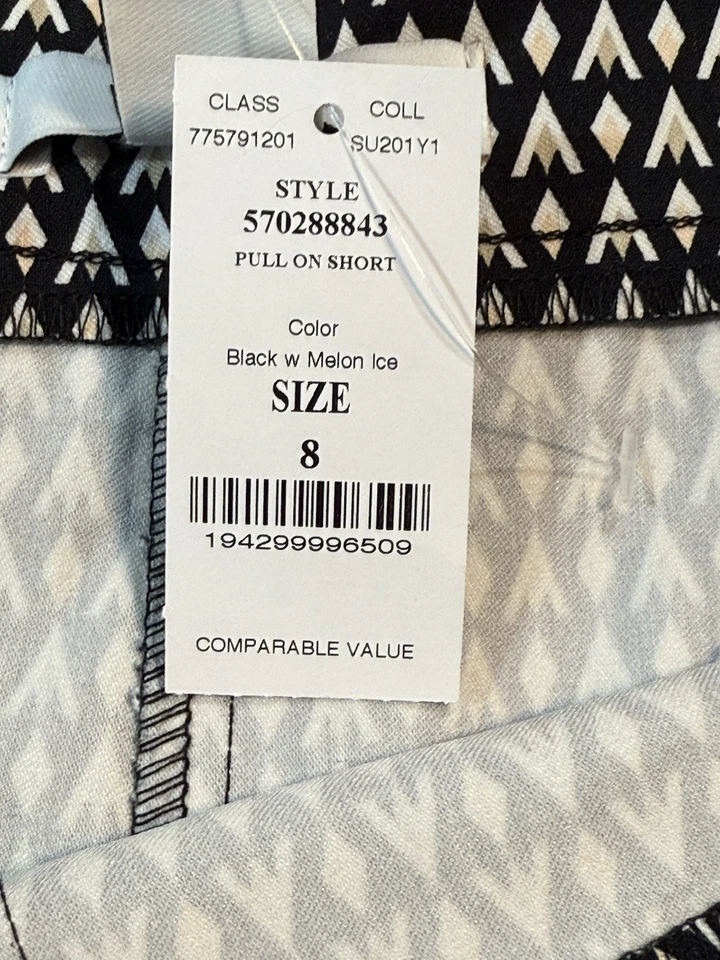 CLASS COLL
775791201 SU201Y1
STYLE
570288843
PULL ON SHORT
Color
Black w Melon Ice
SIZE
8
194299996509
COMPARABLE VALUE